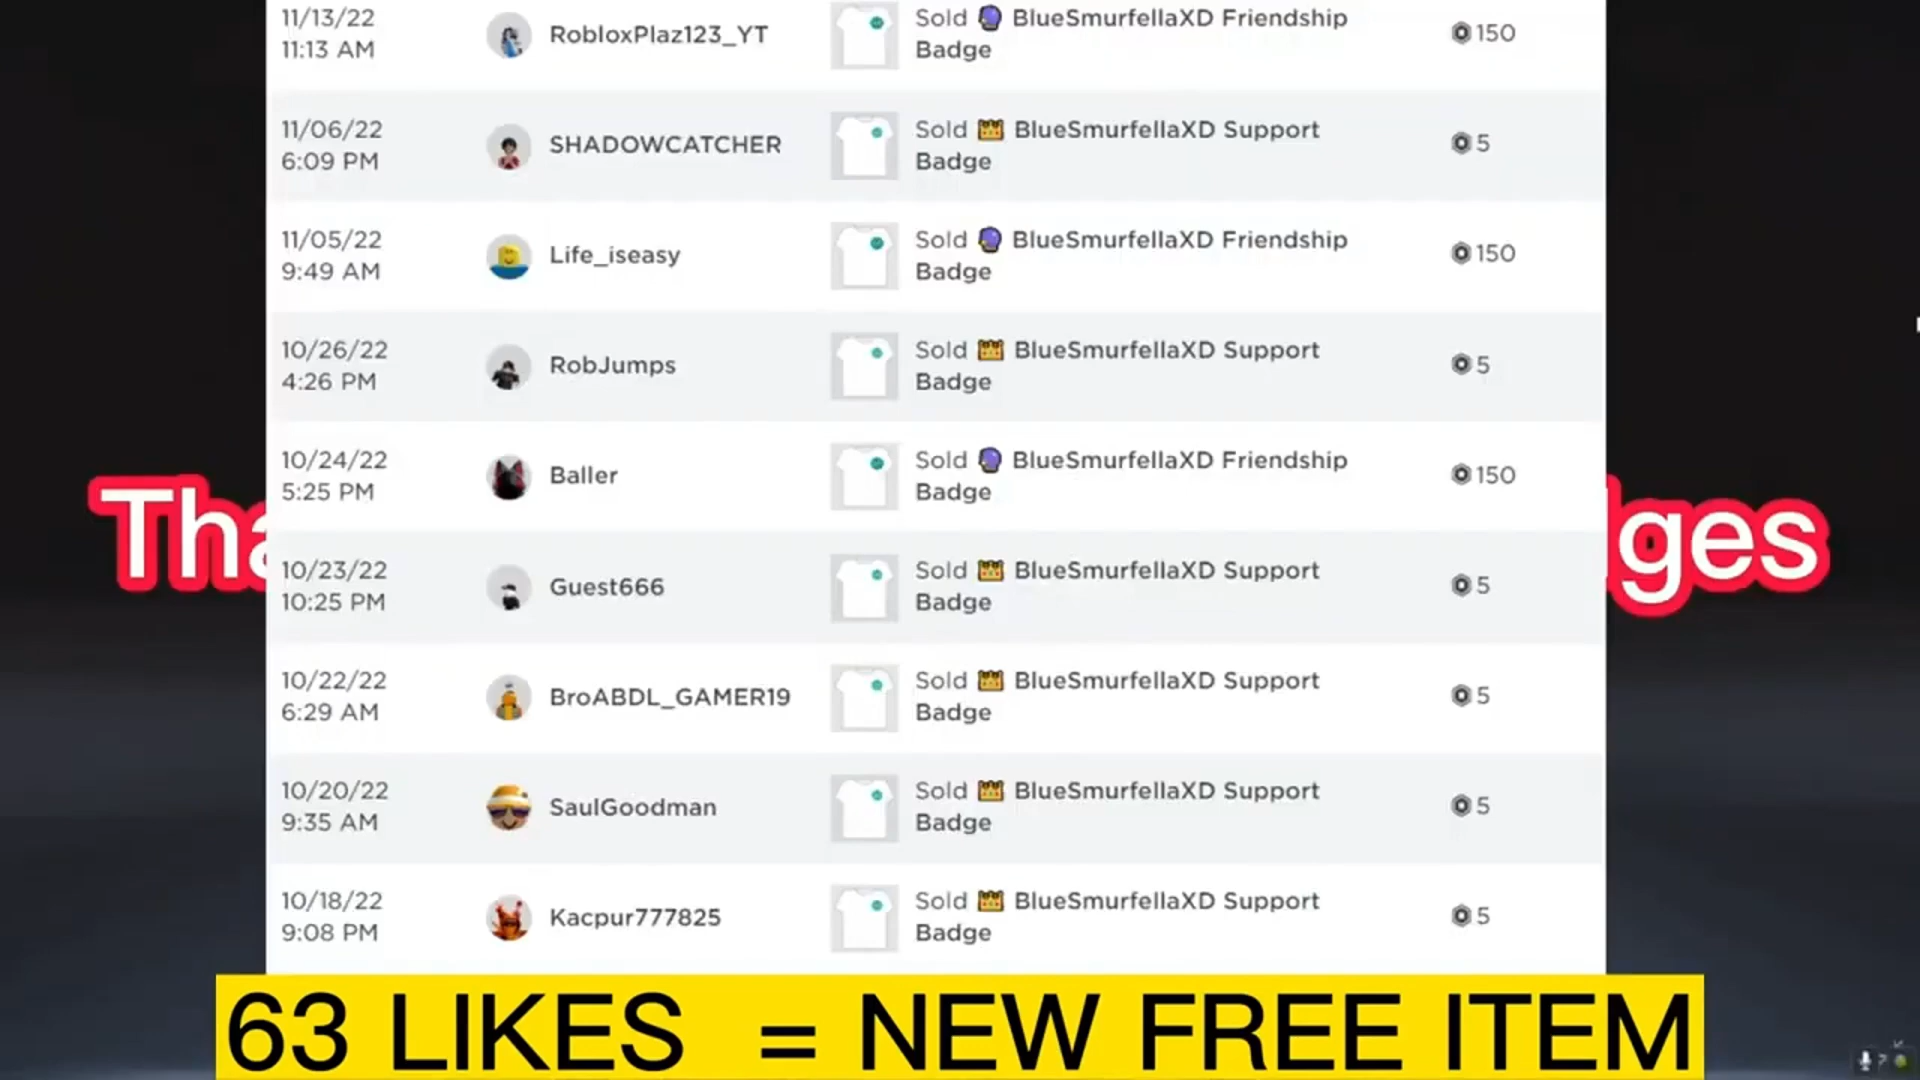 11/13/22
11:13 AM
RobloxPlaz123_YT
Sold BlueSmurfellaXD Friendship
Badge
150
11/06/22
6:09 PM
SHADOWCATCHER
Sold BlueSmurfellaXD Support
Badge
5
11/05/22
9:49 AM
Life_iseasy
Sold BlueSmurfellaXD Friendship
Badge
150
10/26/22
4:26 PM
RobJumps
Sold BlueSmurfellaXD Support
Badge
5
10/24/22
5:25 PM
Baller
Sold BlueSmurfellaXD Friendship
Badge
150
Tha
dges
10/23/22
10:25 PM
Guest666
Sold BlueSmurfellaXD Support
Badge
5
10/22/22
6:29 AM
BroABDL_GAMER19
Sold BlueSmurfellaXD Support
Badge
5
10/20/22
9:35 AM
SaulGoodman
Sold BlueSmurfellaXD Support
Badge
5
10/18/22
9:08 PM
Kacpur777825
Sold BlueSmurfellaXD Support
Badge
5
63 LIKES = NEW FREE ITEM